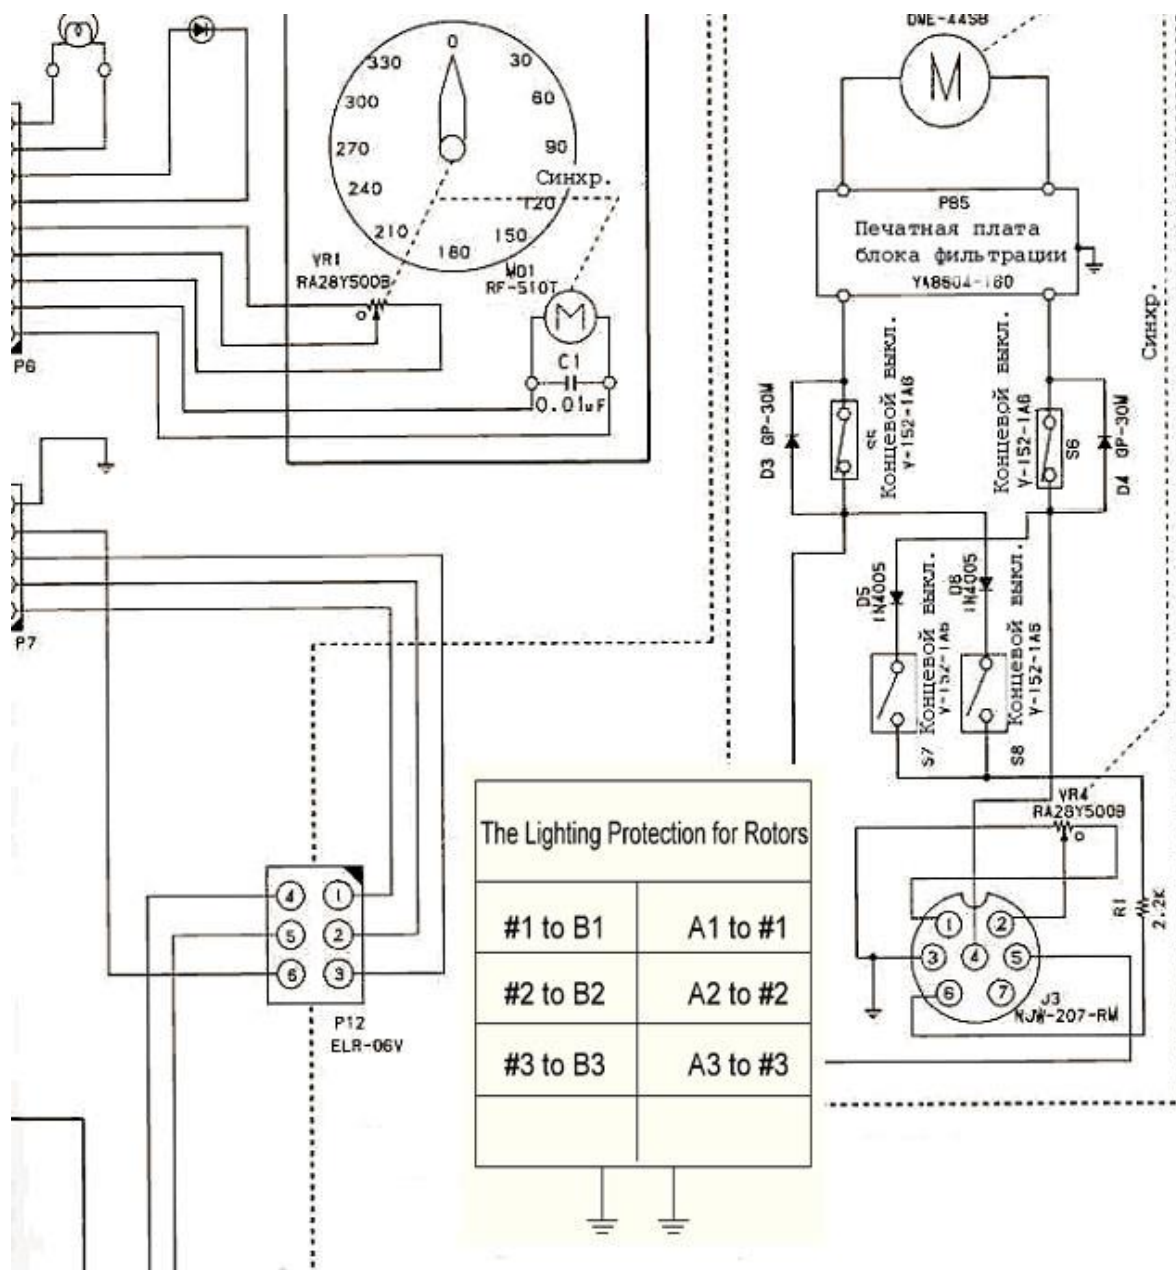 DME-44SB
M
0
30
60
90
120
150
180
210
240
270
300
330
Синхр.
VR1
RA28Y500B
M01
RF-510T
M
C1
0.01uF
P6
P7
P85
Печатная плата
блока фильтрации
YA8604-180
Синхр.
D3 GP-30M
S5
Концевой выкл.
V-152-1A6
Концевой выкл.
V-152-1A6
S6
D4 GP-30M
D5
1N4005
D6
1N4005
S7 Концевой выкл.
V-152-1A5
S8 Концевой выкл.
V-152-1A5
VR4
RA28Y500B
R1
2.2K
1
2
3
4
5
6
7
J3
NJW-207-RM
4
1
5
2
6
3
P12
ELR-06V
The Lighting Protection for Rotors
#1 to B1
A1 to #1
#2 to B2
A2 to #2
#3 to B3
A3 to #3